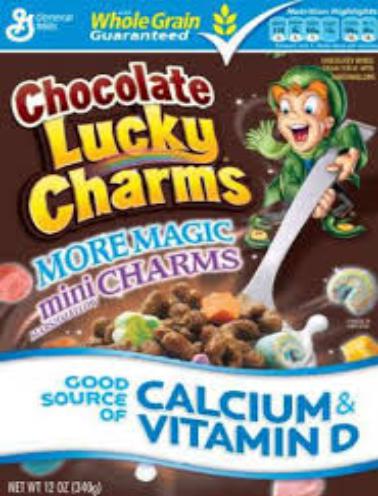 General Mills
Whole Grain
Guaranteed
Nutrition Highlights
Chocolate
Lucky
Charms
MORE MAGIC
mini CHARMS
GOOD
SOURCE
OF
CALCIUM &
VITAMIN D
NET WT 12 OZ (340g)